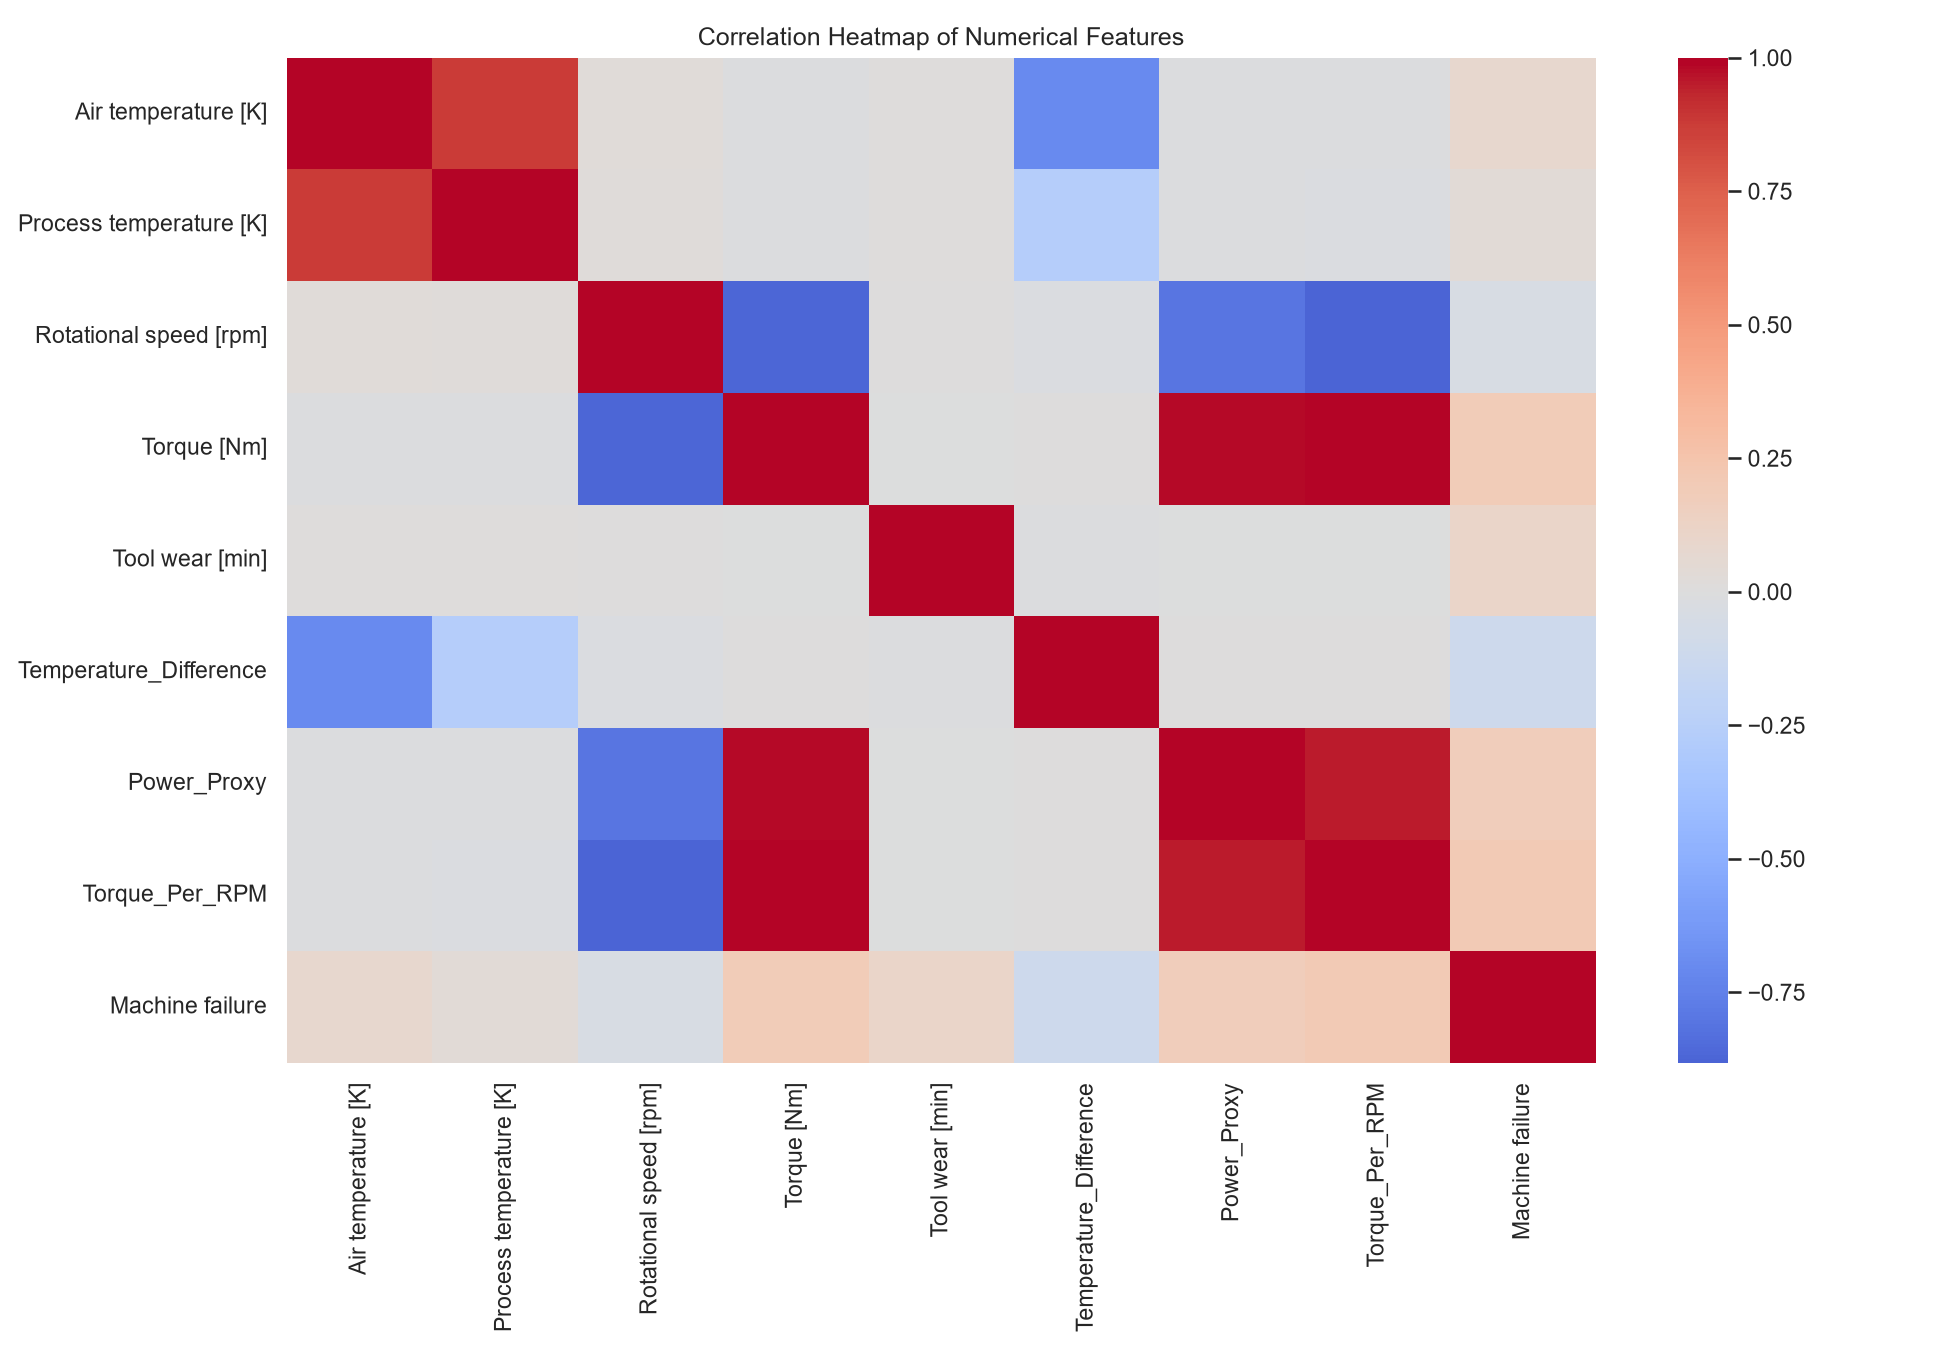 Correlation Heatmap of Numerical Features
Air temperature [K]
Process temperature [K]
Rotational speed [rpm]
Torque [Nm]
Tool wear [min]
Temperature_Difference
Power_Proxy
Torque_Per_RPM
Machine failure
Air temperature [K]
Process temperature [K]
Rotational speed [rpm]
Torque [Nm]
Tool wear [min]
Temperature_Difference
Power_Proxy
Torque_Per_RPM
Machine failure
1.00
0.75
0.50
0.25
0.00
−0.25
−0.50
−0.75